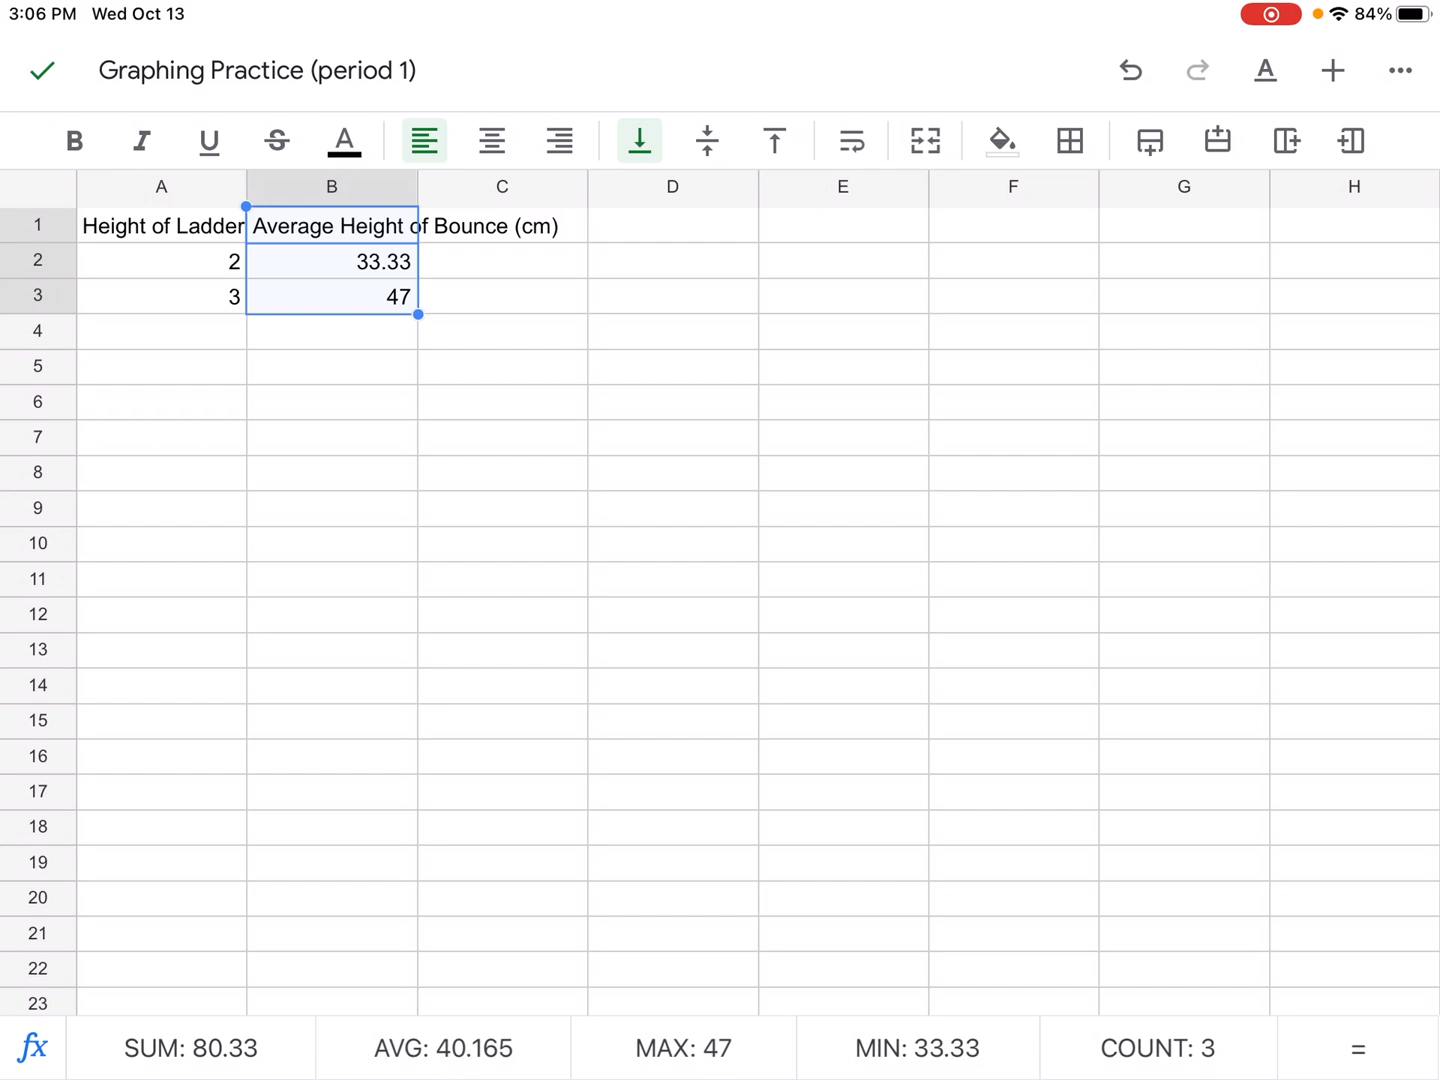 3:06 PM Wed Oct 13 84%
Graphing Practice (period 1)
A
B I U S A
A B C D E F G H
1 Height of Ladder Average Height of Bounce (cm)
2 2 33.33
3 3 47
4
5
6
7
8
9
10
11
12
13
14
15
16
17
18
19
20
21
22
23
fx SUM: 80.33 AVG: 40.165 MAX: 47 MIN: 33.33 COUNT: 3 =